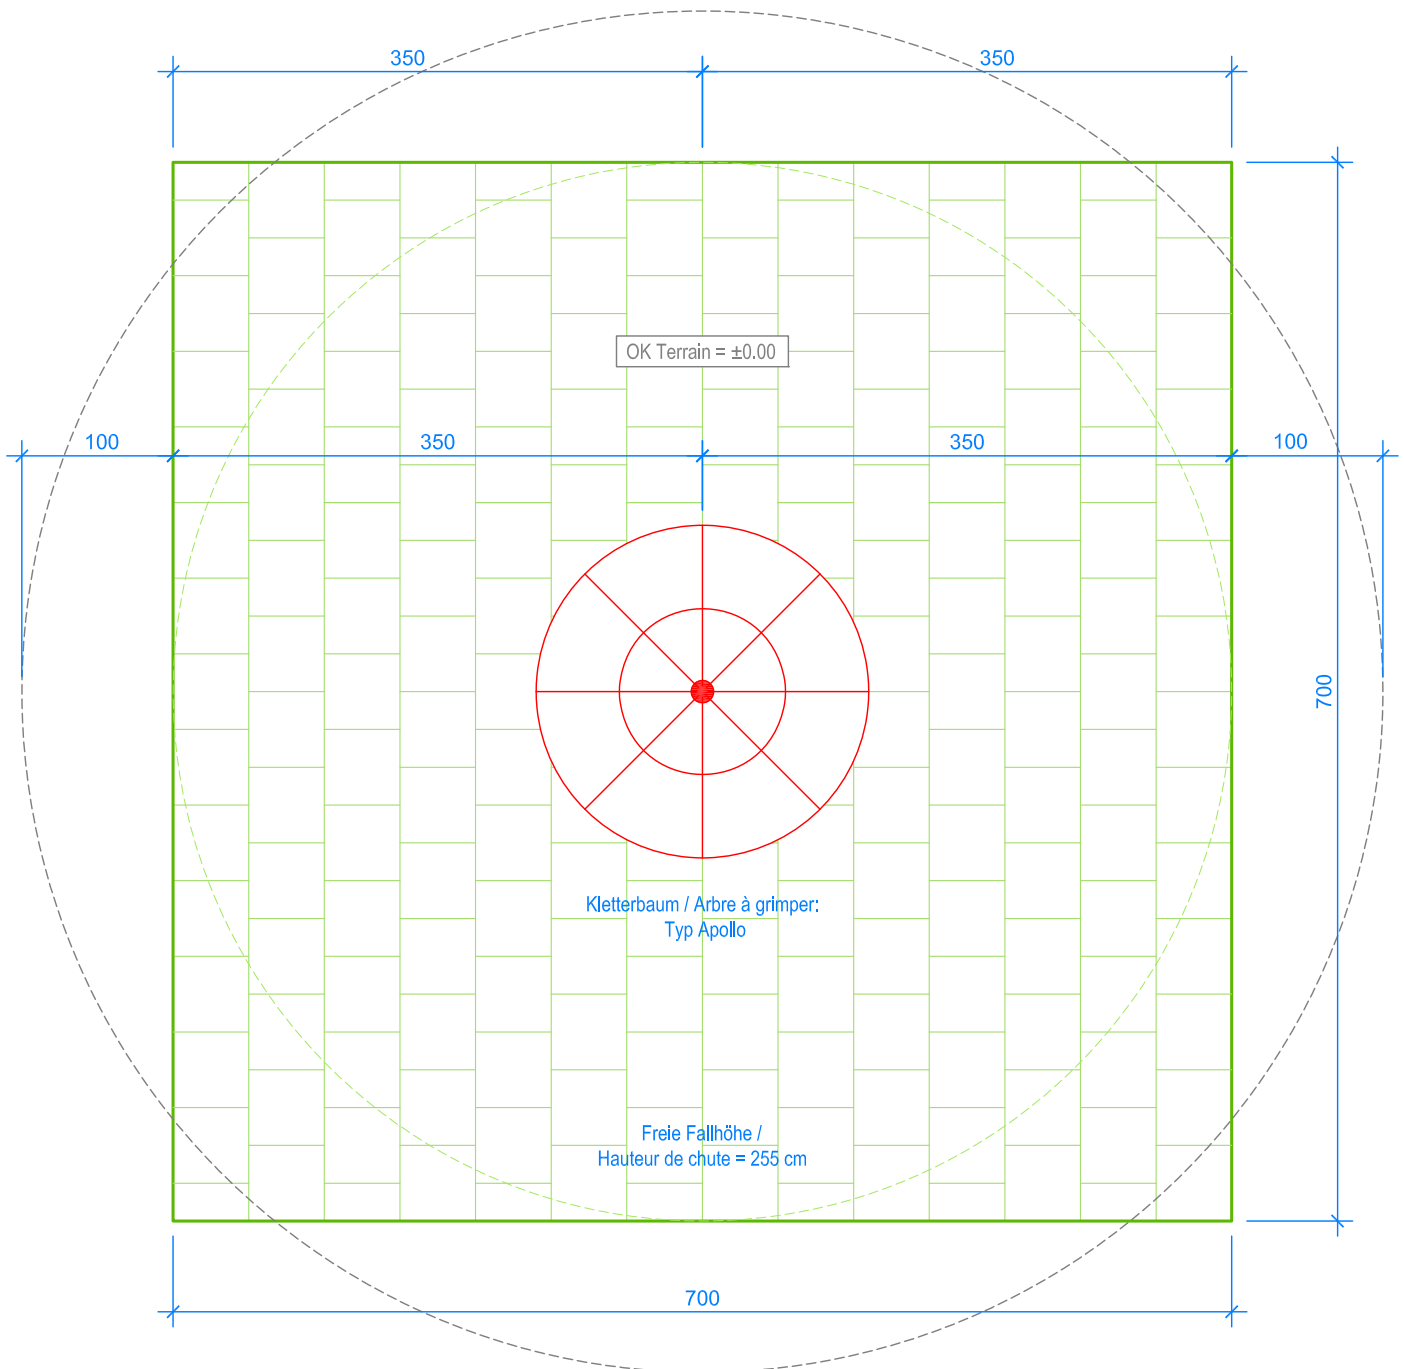 350
350
OK Terrain = ±0.00
100
350
350
100
700
Kletterbaum / Arbre à grimper:
Typ Apollo
Freie Fallhöhe /
Hauteur de chute = 255 cm
700